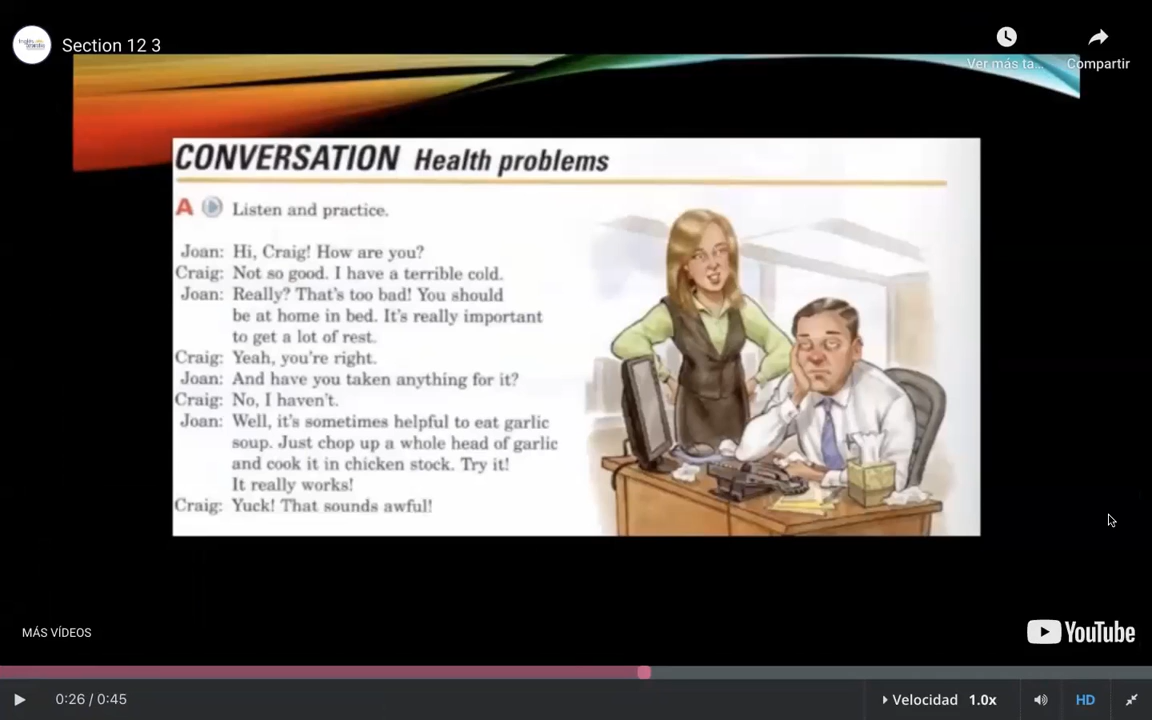 Section 12 3
Ver más ta...
Compartir
CONVERSATION Health problems
A Listen and practice.
Joan: Hi, Craig! How are you?
Craig: Not so good. I have a terrible cold.
Joan: Really? That's too bad! You should
be at home in bed. It's really important
to get a lot of rest.
Craig: Yeah, you're right.
Joan: And have you taken anything for it?
Craig: No, I haven't.
Joan: Well, it's sometimes helpful to eat garlic
soup. Just chop up a whole head of garlic
and cook it in chicken stock. Try it!
It really works!
Craig: Yuck! That sounds awful!
MÁS VÍDEOS
YouTube
0:26 / 0:45
Velocidad 1.0x
HD